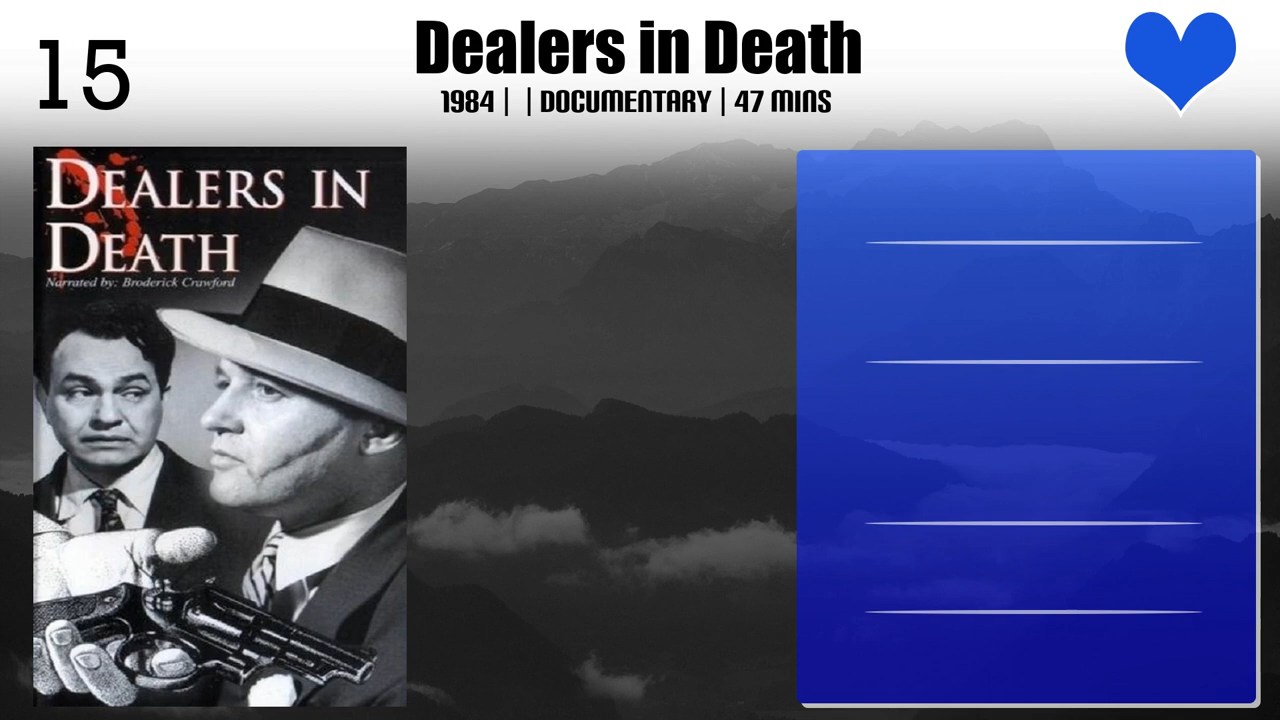 15
Dealers in Death
1984 | | DOCUMENTARY | 47 MINS
DEALERS IN
DEATH
Narrated by: Broderick Crawford